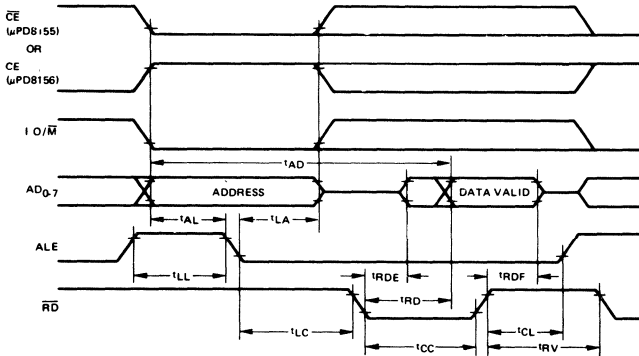 CE
(μPD8155)
OR
CE
(μPD8156)
IO/M
tAD
AD0-7
ADDRESS
DATA VALID
tAL
tLA
ALE
tLL
tRDE
tRDF
tRD
RD
tLC
tCC
tCL
tRV